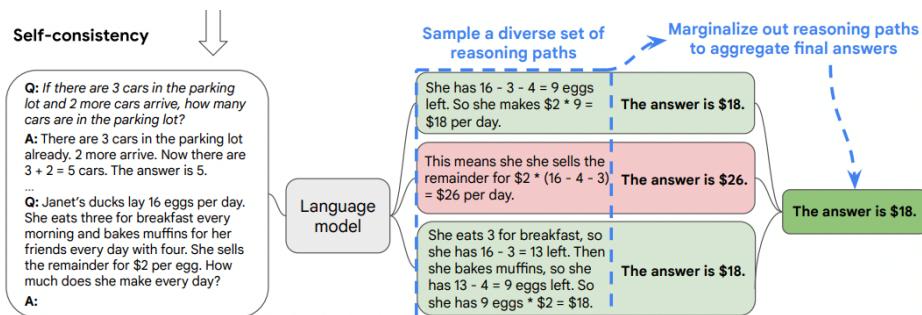 Self-consistency
Sample a diverse set of
reasoning paths
Marginalize out reasoning paths
to aggregate final answers
Q: If there are 3 cars in the parking
lot and 2 more cars arrive, how many
cars are in the parking lot?
A: There are 3 cars in the parking lot
already. 2 more arrive. Now there are
3 + 2 = 5 cars. The answer is 5.
...
Q: Janet's ducks lay 16 eggs per day.
She eats three for breakfast every
morning and bakes muffins for her
friends every day with four. She sells
the remainder for $2 per egg. How
much does she make every day?
A:
Language
model
She has 16 - 3 - 4 = 9 eggs
left. So she makes $2 * 9 =
$18 per day.
The answer is $18.
This means she she sells the
remainder for $2 * (16 - 4 - 3)
= $26 per day.
The answer is $26.
She eats 3 for breakfast, so
she has 16 - 3 = 13 left. Then
she bakes muffins, so she
has 13 - 4 = 9 eggs left. So
she has 9 eggs * $2 = $18.
The answer is $18.
The answer is $18.